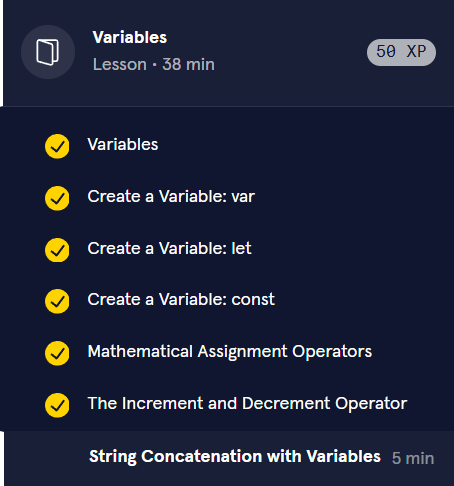 Variables
Lesson • 38 min
50 XP
Variables
Create a Variable: var
Create a Variable: let
Create a Variable: const
Mathematical Assignment Operators
The Increment and Decrement Operator
String Concatenation with Variables 5 min